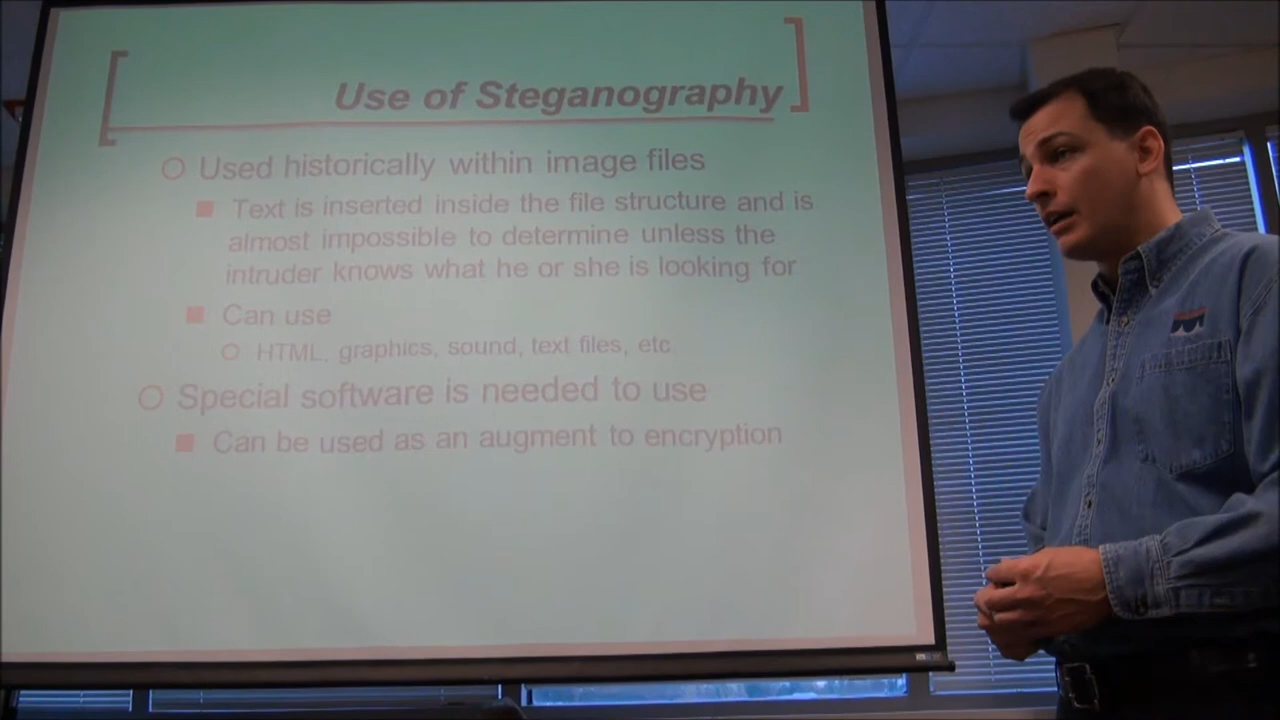 Use of Steganography
Used historically within image files
Text is inserted inside the file structure and is
almost impossible to determine unless the
intruder knows what he or she is looking for
Can use
HTML, graphics, sound, text files, etc
Special software is needed to use
Can be used as an augment to encryption